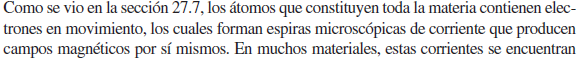 Como se vio en la sección 27.7, los átomos que constituyen toda la materia contienen elec-
trones en movimiento, los cuales forman espiras microscópicas de corriente que producen
campos magnéticos por sí mismos. En muchos materiales, estas corrientes se encuentran